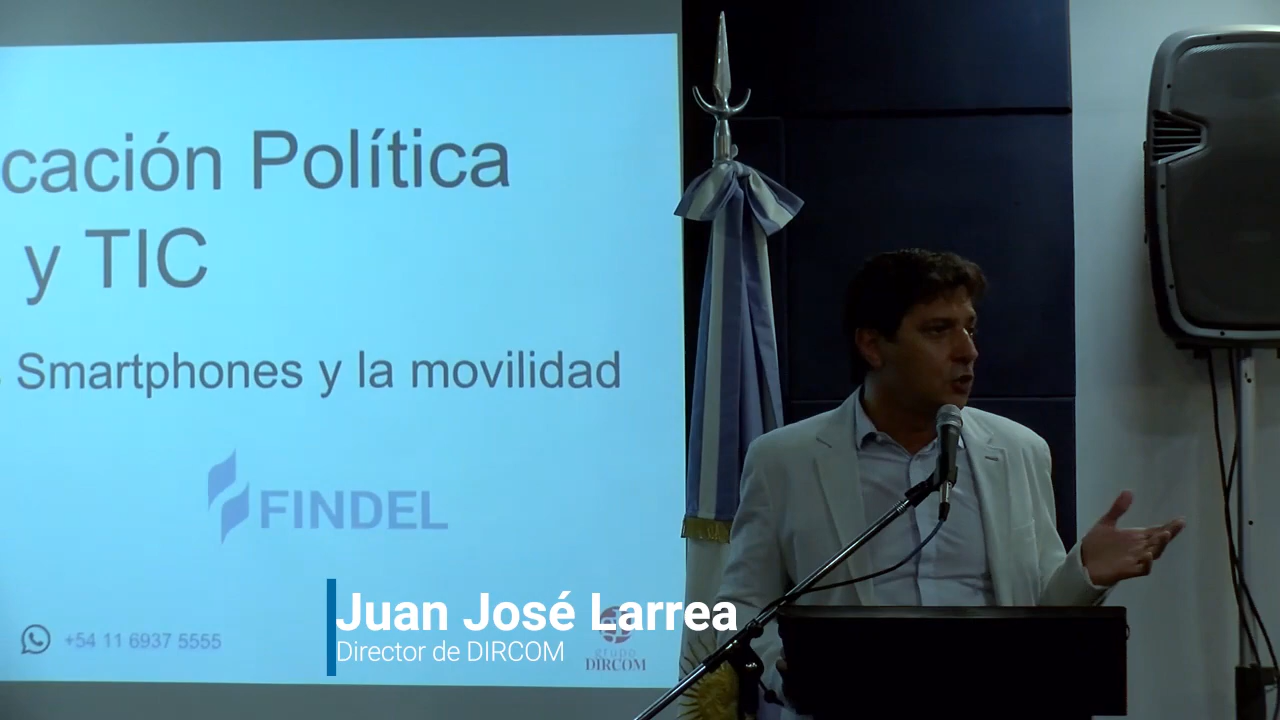 cación Política
y TIC
Smartphones y la movilidad
FINDEL
+54 11 6937 5555
Juan José Larrea
Director de DIRCOM
grupo
DIRCOM